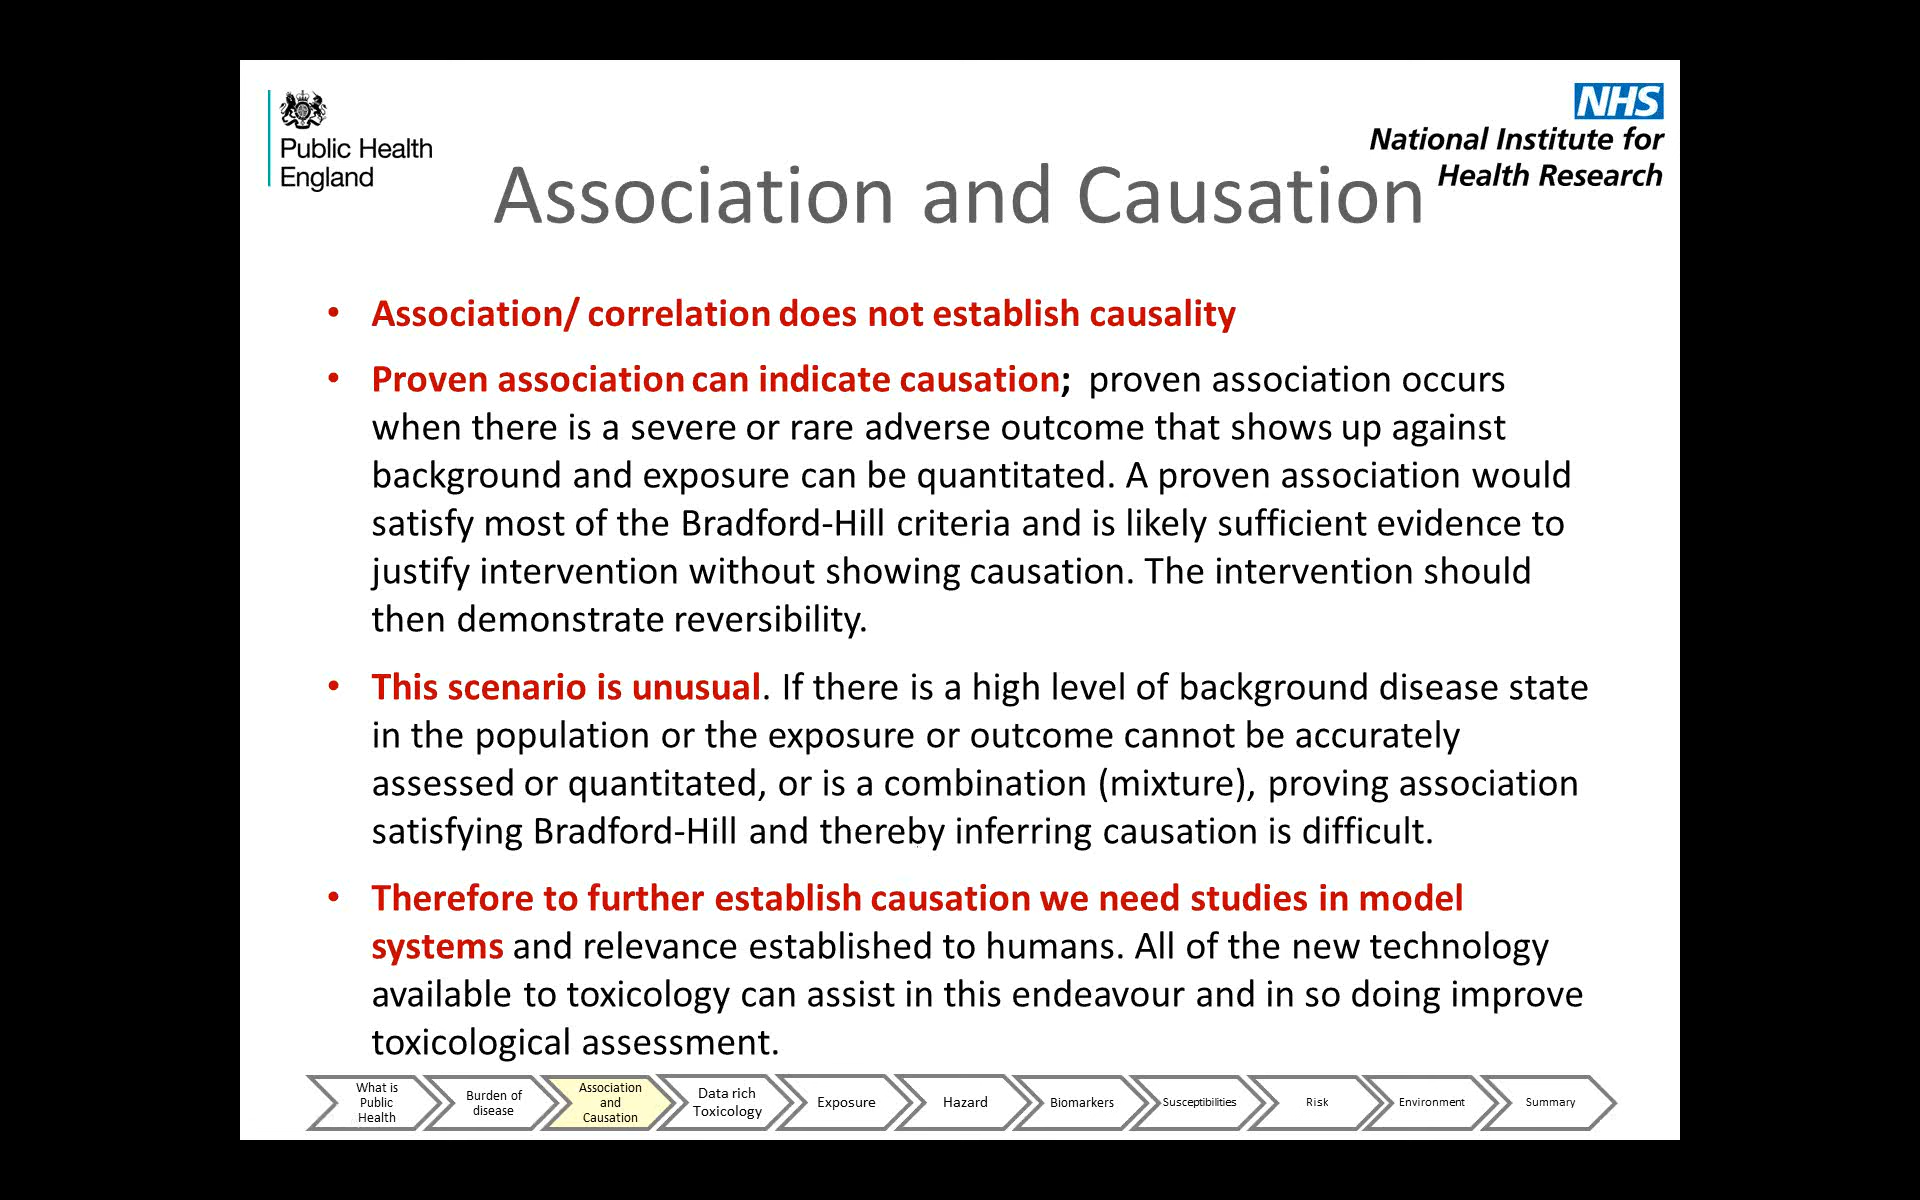 Public Health
England
NHS
National Institute for
Health Research
Association and Causation
• Association/ correlation does not establish causality
• Proven association can indicate causation; proven association occurs
when there is a severe or rare adverse outcome that shows up against
background and exposure can be quantitated. A proven association would
satisfy most of the Bradford-Hill criteria and is likely sufficient evidence to
justify intervention without showing causation. The intervention should
then demonstrate reversibility.
• This scenario is unusual. If there is a high level of background disease state
in the population or the exposure or outcome cannot be accurately
assessed or quantitated, or is a combination (mixture), proving association
satisfying Bradford-Hill and thereby inferring causation is difficult.
• Therefore to further establish causation we need studies in model
systems and relevance established to humans. All of the new technology
available to toxicology can assist in this endeavour and in so doing improve
toxicological assessment.
What is
Public
Health
Burden of
disease
Association
and
Causation
Data rich
Toxicology
Exposure
Hazard
Biomarkers
Susceptibilities
Risk
Environment
Summary